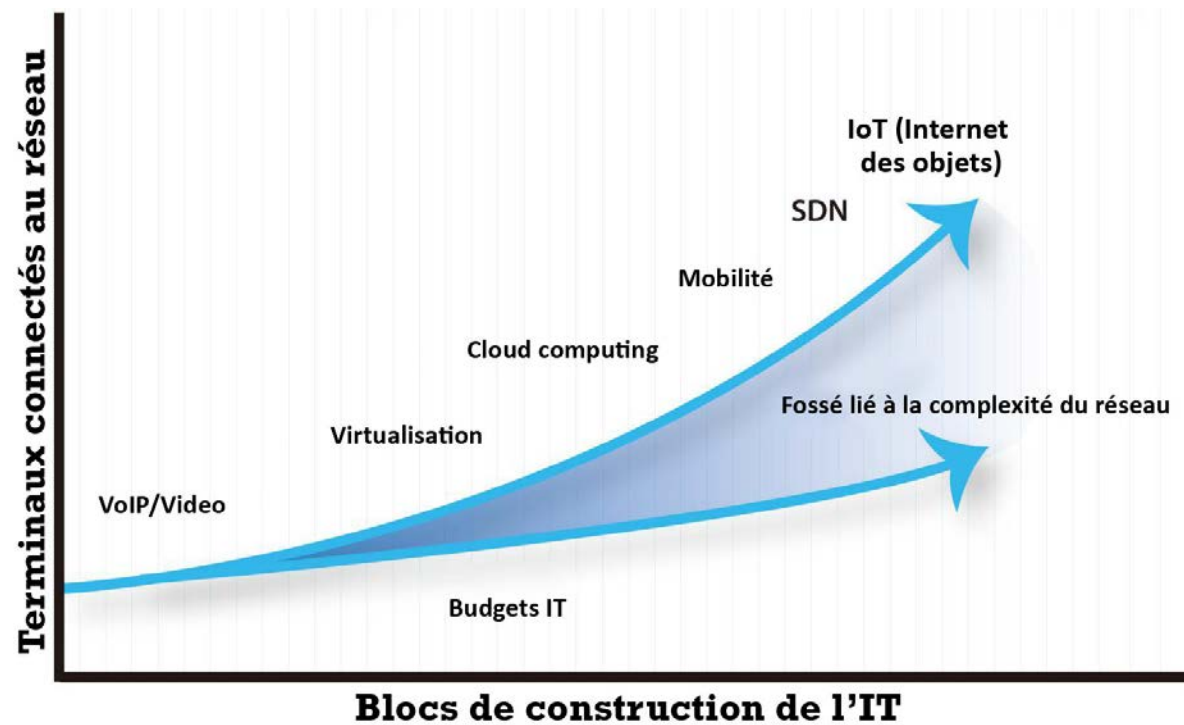 Terminaux connectés au réseau
IoT (Internet
des objets)
SDN
Mobilité
Cloud computing
Fossé lié à la complexité du réseau
Virtualisation
VoIP/Video
Budgets IT
Blocs de construction de l’IT